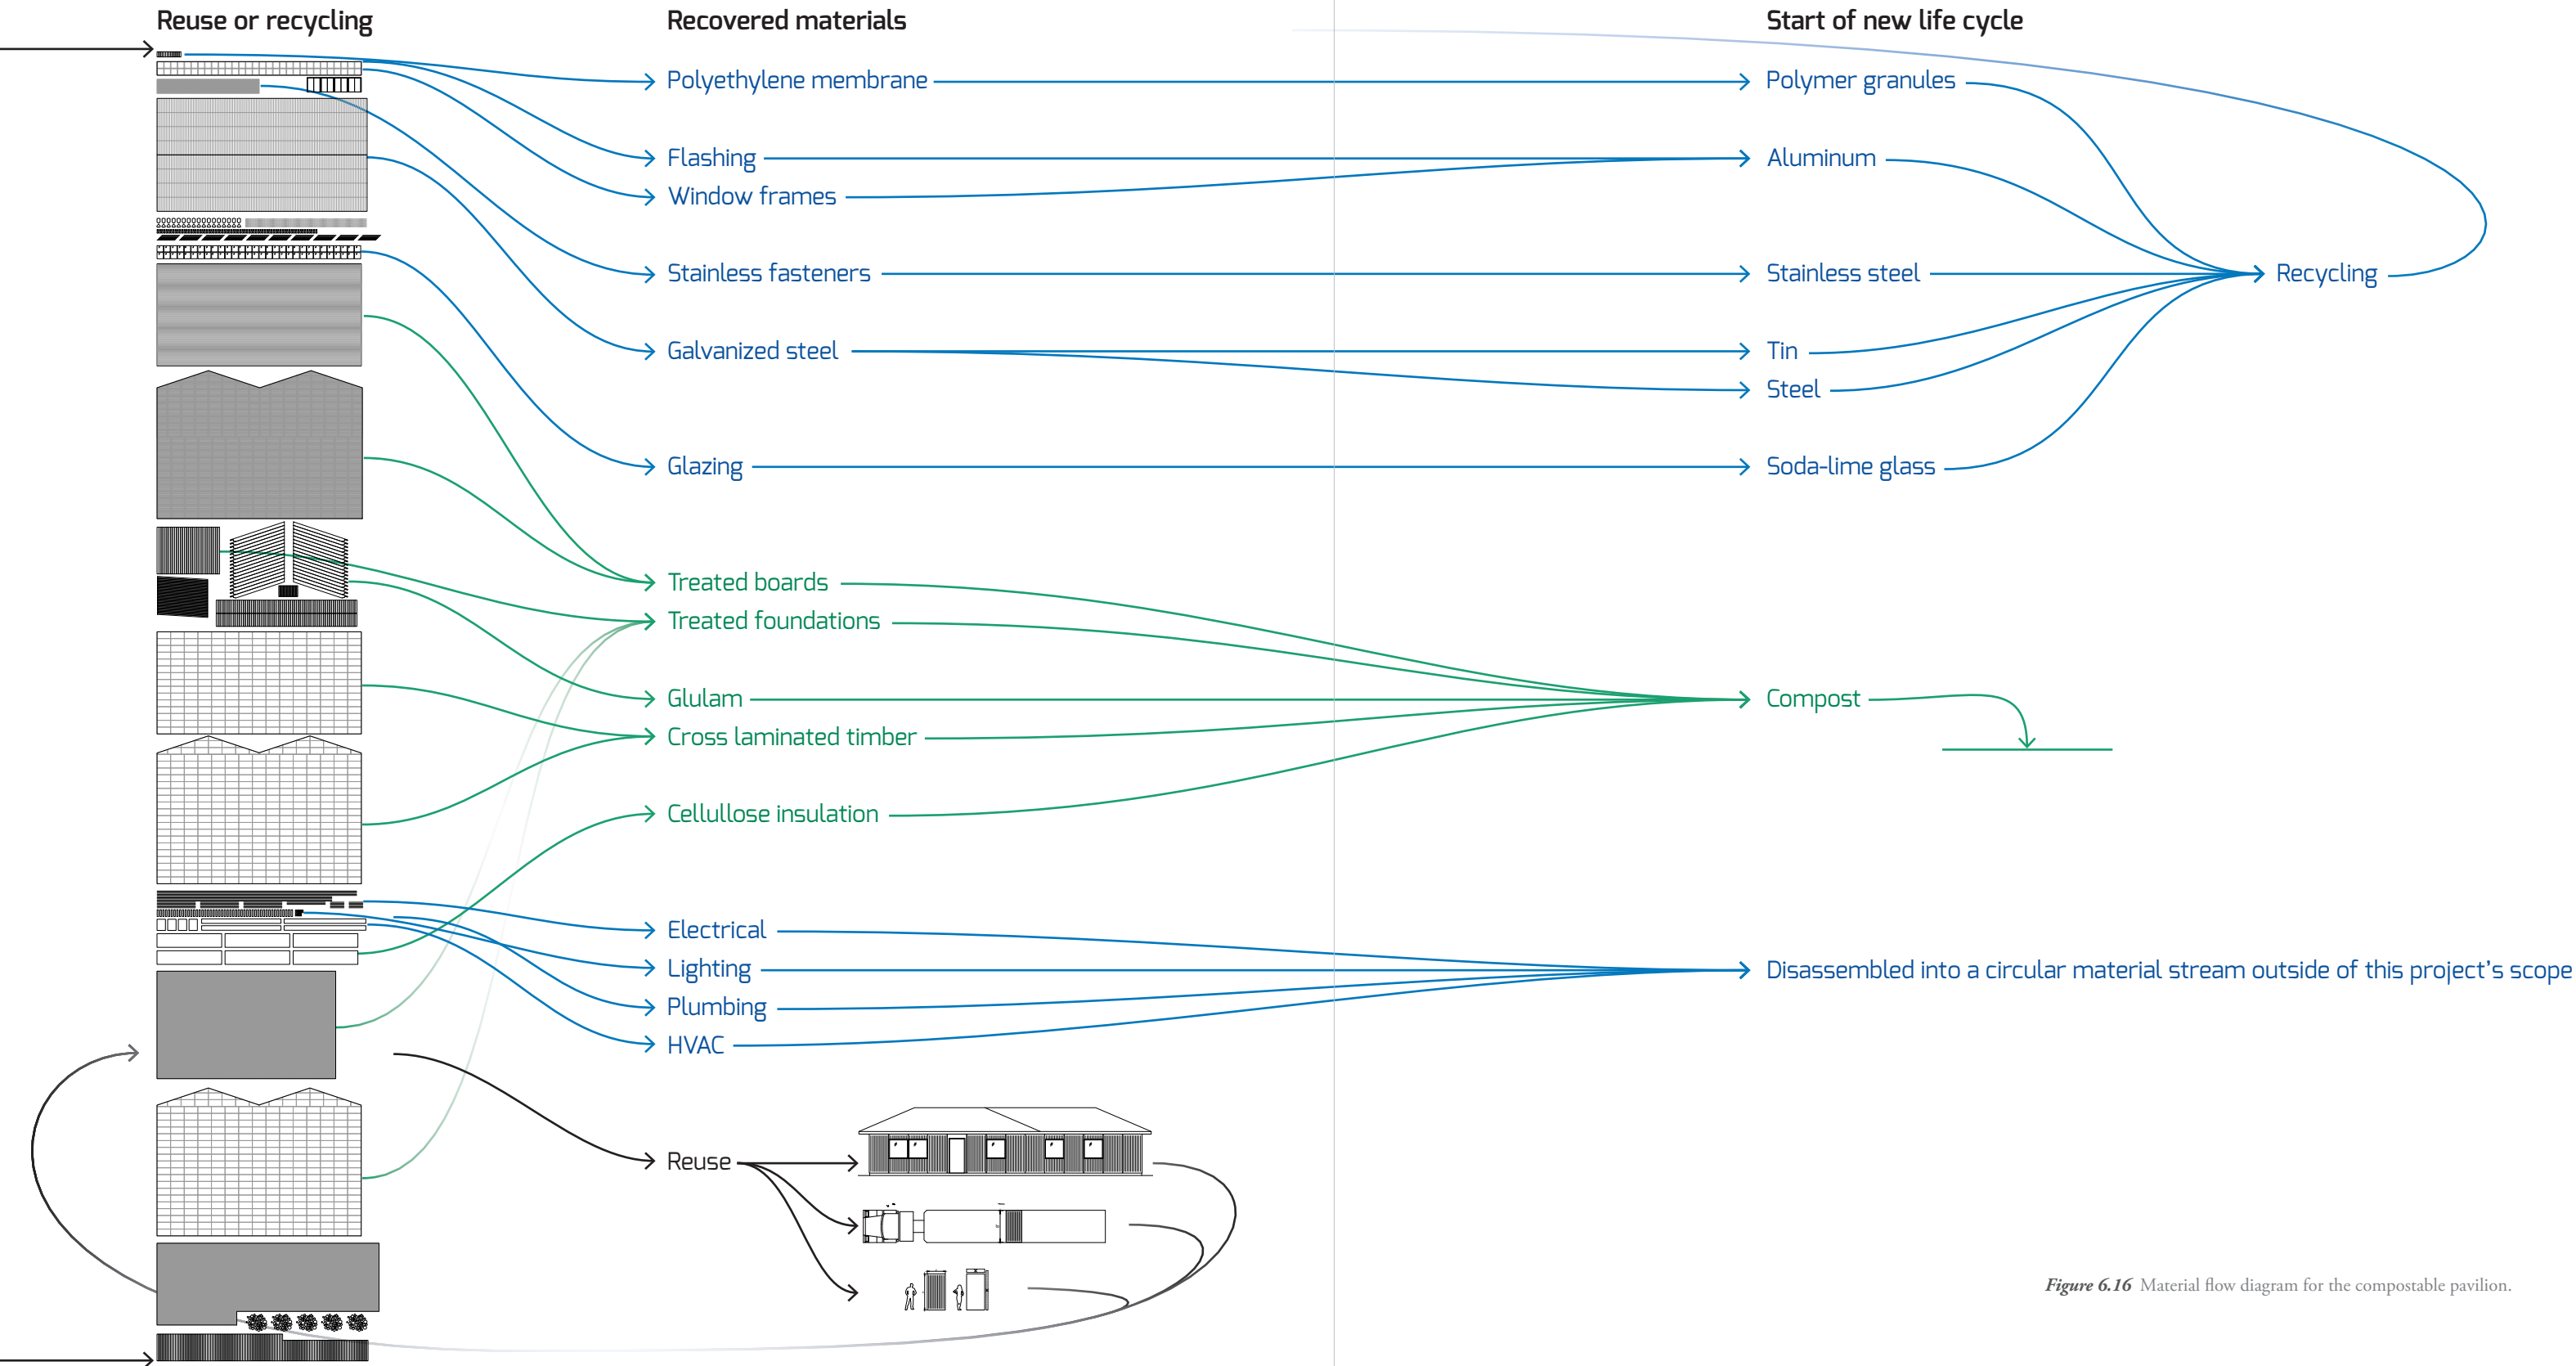 Reuse or recycling
Recovered materials
Start of new life cycle
Polyethylene membrane
Polymer granules
Flashing
Aluminum
Window frames
Stainless fasteners
Stainless steel
Recycling
Galvanized steel
Tin
Steel
Glazing
Soda-lime glass
Treated boards
Treated foundations
Glulam
Compost
Cross laminated timber
Cellullose insulation
Electrical
Lighting
Disassembled into a circular material stream outside of this project's scope
Plumbing
HVAC
Reuse
Figure 6.16 Material flow diagram for the compostable pavilion.